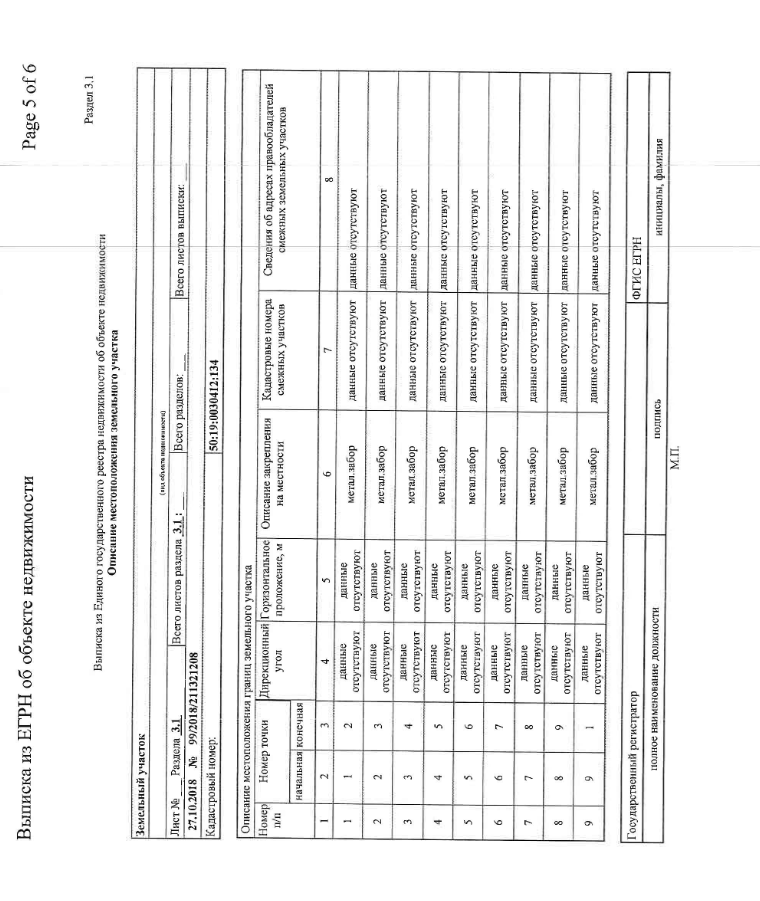 Выписка из ЕГРН об объекте недвижимости Page 5 of 6
Раздел 3.1
Выписка из Единого государственного реестра недвижимости об объекте недвижимости
Описание местоположения земельного участка
Земельный участок
(вид объекта недвижимости)
Лист № ___ Раздела 3.1 Всего листов раздела 3.1 : ___ Всего разделов: ___ Всего листов выписки: ___
27.10.2018 № 99/2018/211321208
Кадастровый номер: 50:19:0030412:134
Описание местоположения границ земельного участка
Номер п/п Номер точки Дирекционный угол Горизонтальное проложение, м Описание закрепления на местности Кадастровые номера смежных участков Сведения об адресах правообладателей смежных земельных участков
начальная конечная
1 2 3 4 5 6 7 8
1 1 2 данные отсутствуют данные отсутствуют метал.забор данные отсутствуют данные отсутствуют
2 2 3 данные отсутствуют данные отсутствуют метал.забор данные отсутствуют данные отсутствуют
3 3 4 данные отсутствуют данные отсутствуют метал.забор данные отсутствуют данные отсутствуют
4 4 5 данные отсутствуют данные отсутствуют метал.забор данные отсутствуют данные отсутствуют
5 5 6 данные отсутствуют данные отсутствуют метал.забор данные отсутствуют данные отсутствуют
6 6 7 данные отсутствуют данные отсутствуют метал.забор данные отсутствуют данные отсутствуют
7 7 8 данные отсутствуют данные отсутствуют метал.забор данные отсутствуют данные отсутствуют
8 8 9 данные отсутствуют данные отсутствуют метал.забор данные отсутствуют данные отсутствуют
9 9 1 данные отсутствуют данные отсутствуют метал.забор данные отсутствуют данные отсутствуют
Государственный регистратор ФГИС ЕГРН
полное наименование должности подпись инициалы, фамилия
М.П.